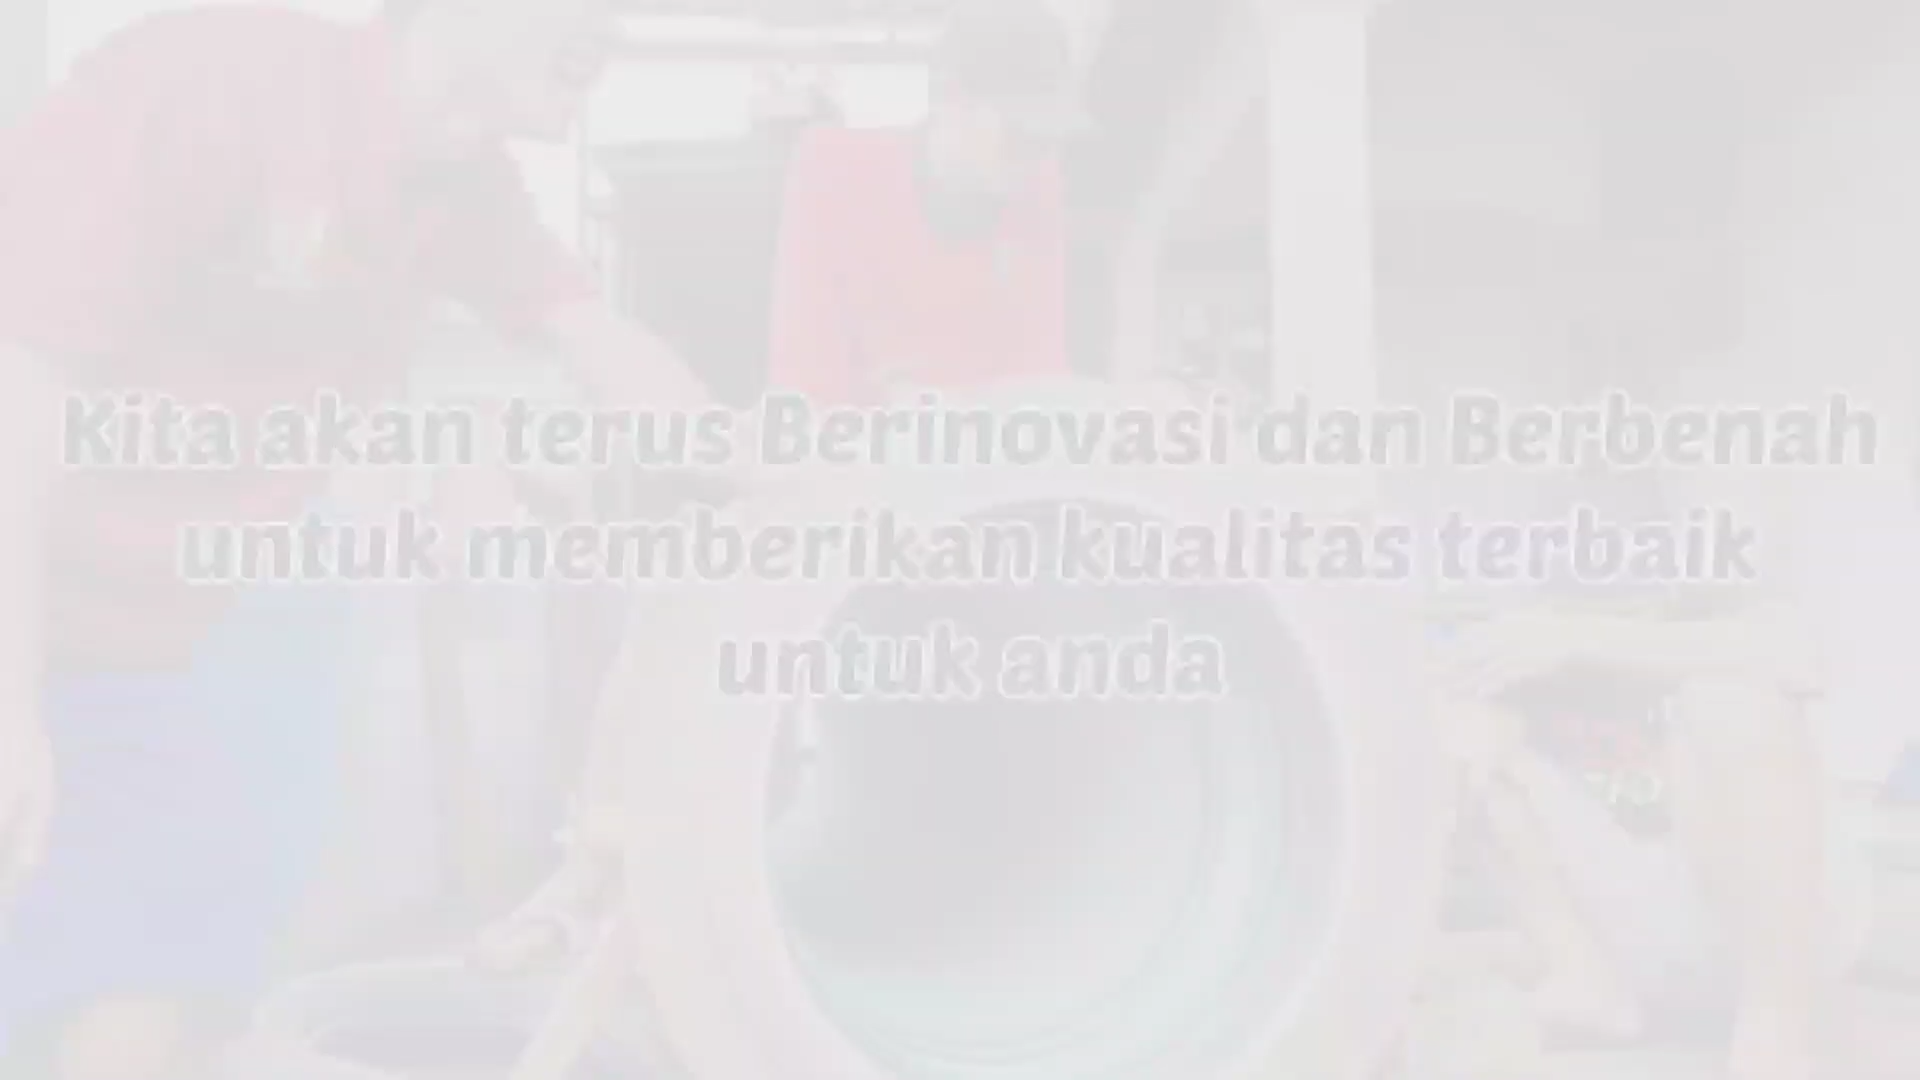 Kita akan terus Berinovasi dan Berbenah
untuk memberikan kualitas terbaik
untuk anda